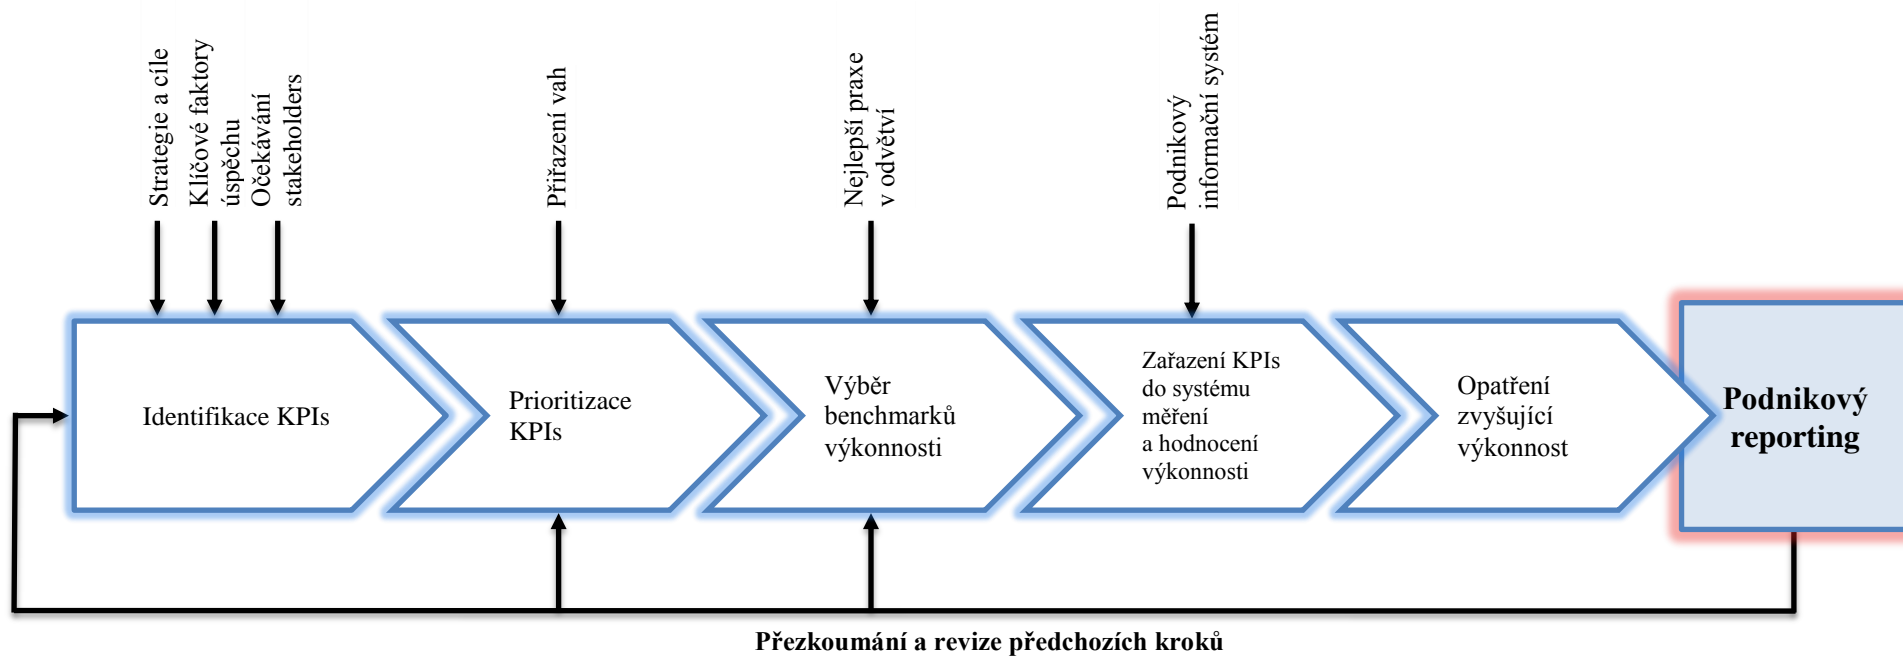 Strategie a cíle
Klíčové faktory
úspěchu
Očekávání
stakeholders
Přiřazení vah
Nejlepší praxe
v odvětví
Podnikový
informační systém
Identifikace KPIs
Prioritizace
KPIs
Výběr
benchmarků
výkonnosti
Zařazení KPIs
do systému
měření
a hodnocení
výkonnosti
Opatření
zvyšující
výkonnost
Podnikový
reporting
Přezkoumání a revize předchozích kroků